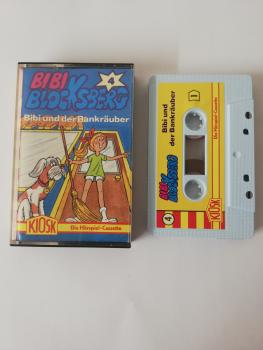 BIBI
BLOCKSBERG
4
Bibi und der Bankräuber
KIOSK
Die Hörspiel-Cassette
Bibi und
der Bankräuber
1
BIBI
BLOCKSBERG
4
Die Hörspiel-Cassette
KIOSK